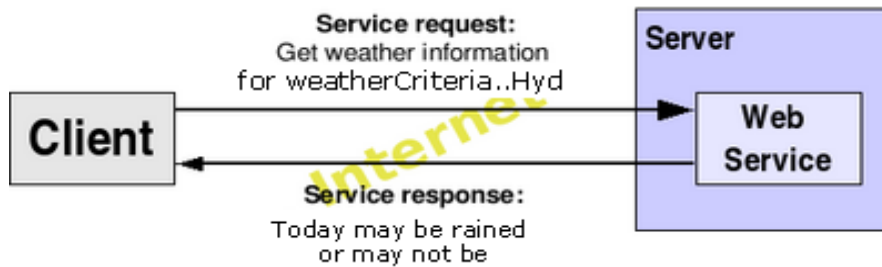 Service request:
Get weather information
for weatherCriteria..Hyd
Server
Client
Internet
Web
Service
Service response:
Today may be rained
or may not be